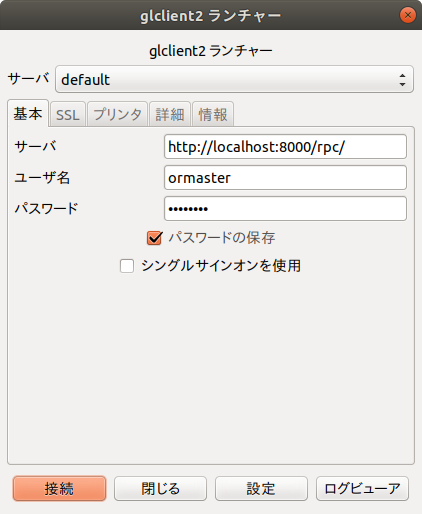 glclient2 ランチャー
glclient2 ランチャー
サーバ default
基本 SSL プリンタ 詳細 情報
サーバ http://localhost:8000/rpc/
ユーザ名 ormaster
パスワード ••••••••
パスワードの保存
シングルサインオンを使用
接続 閉じる 設定 ログビューア